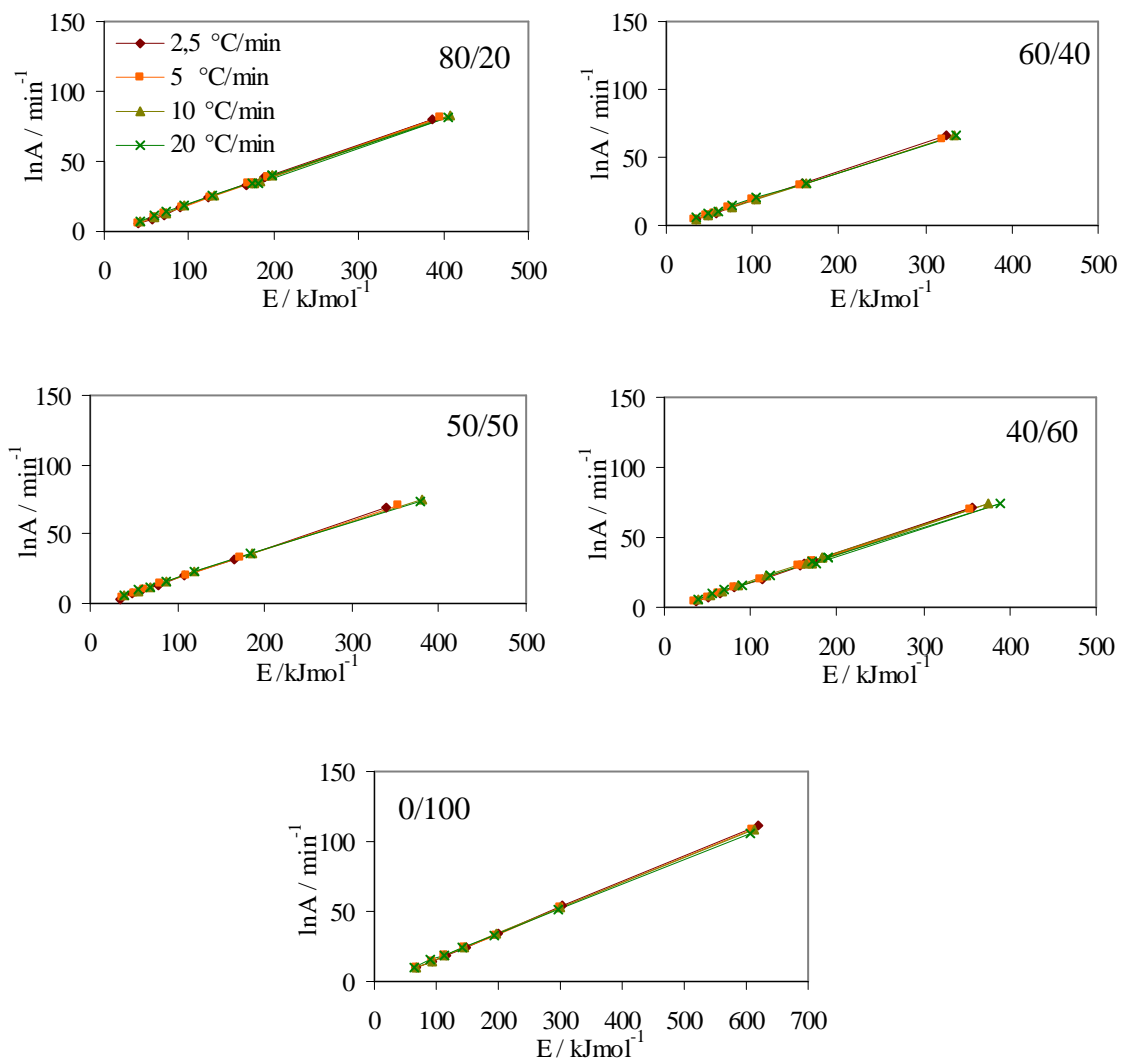 150
100
50
0
lnA / min-1
2,5 °C/min
5 °C/min
10 °C/min
20 °C/min
80/20
0 100 200 300 400 500
E / kJmol-1
150
100
50
0
lnA / min-1
60/40
0 100 200 300 400 500
E /kJmol-1
150
100
50
0
lnA / min-1
50/50
0 100 200 300 400 500
E /kJmol-1
150
100
50
0
lnA / min-1
40/60
0 100 200 300 400 500
E / kJmol-1
150
100
50
0
lnA / min-1
0/100
0 100 200 300 400 500 600 700
E / kJmol-1